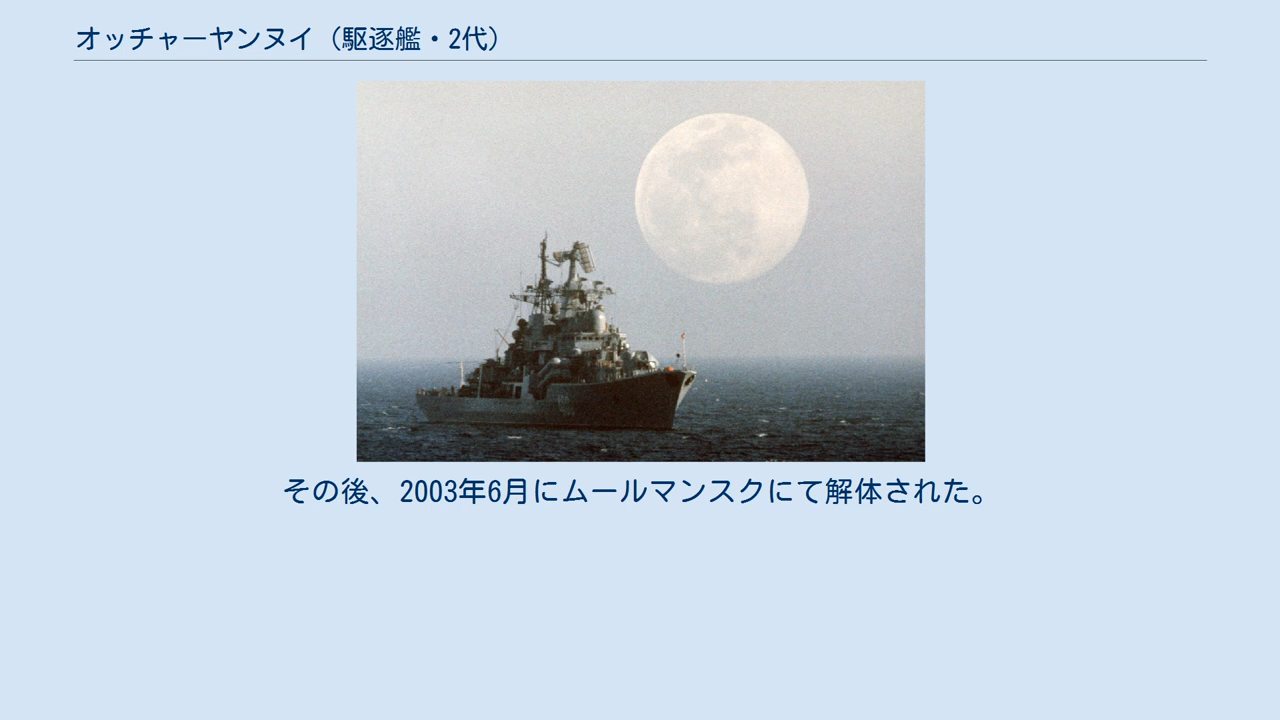 オッチャーヤンヌイ（駆逐艦・2代）
その後、2003年6月にムールマンスクにて解体された。